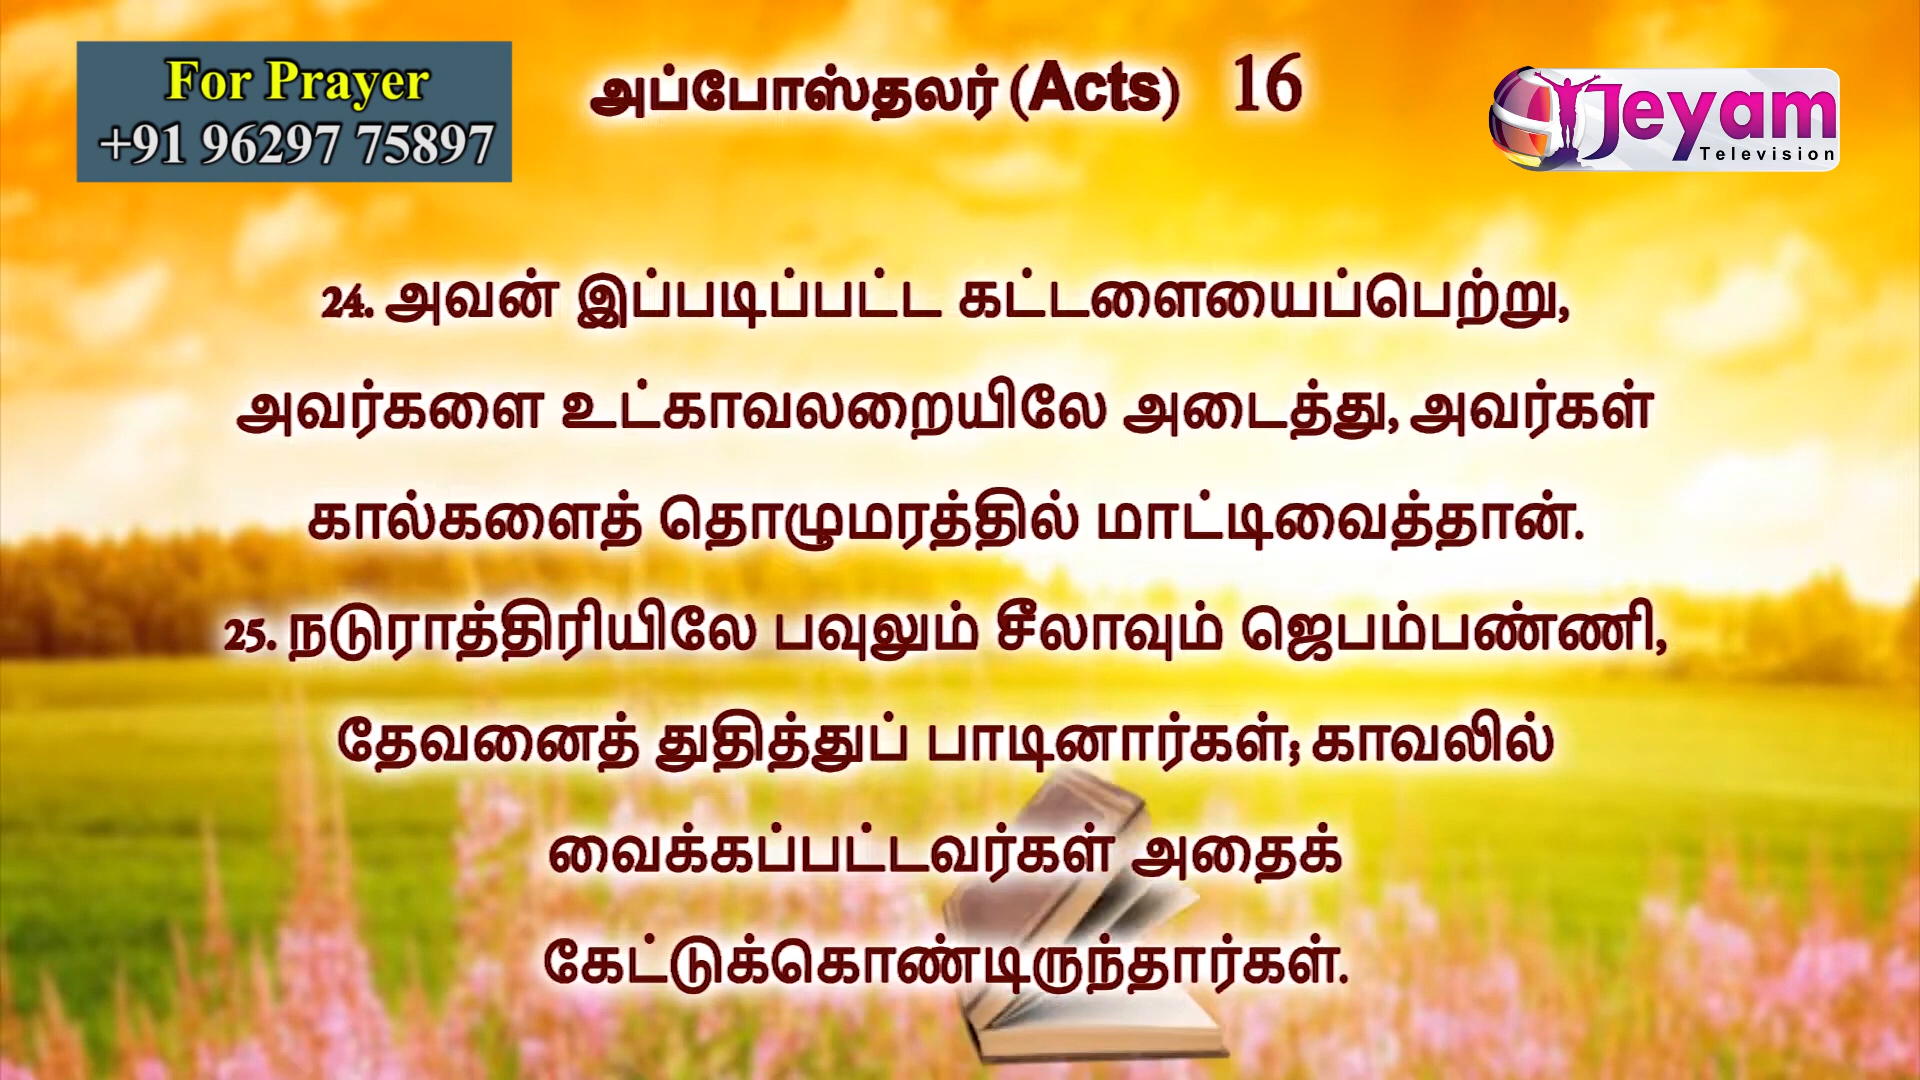 For Prayer
+91 96297 75897
அப்போஸ்தலர் (Acts) 16
Jeyam
Television
24. அவன் இப்படிப்பட்ட கட்டளையைப்பெற்று,
அவர்களை உட்காவலறையிலே அடைத்து, அவர்கள்
கால்களைத் தொழுமரத்தில் மாட்டிவைத்தான்.
25. நடுராத்திரியிலே பவுலும் சீலாவும் ஜெபம்பண்ணி,
தேவனைத் துதித்துப் பாடினார்கள்; காவலில்
வைக்கப்பட்டவர்கள் அதைக்
கேட்டுக்கொண்டிருந்தார்கள்.